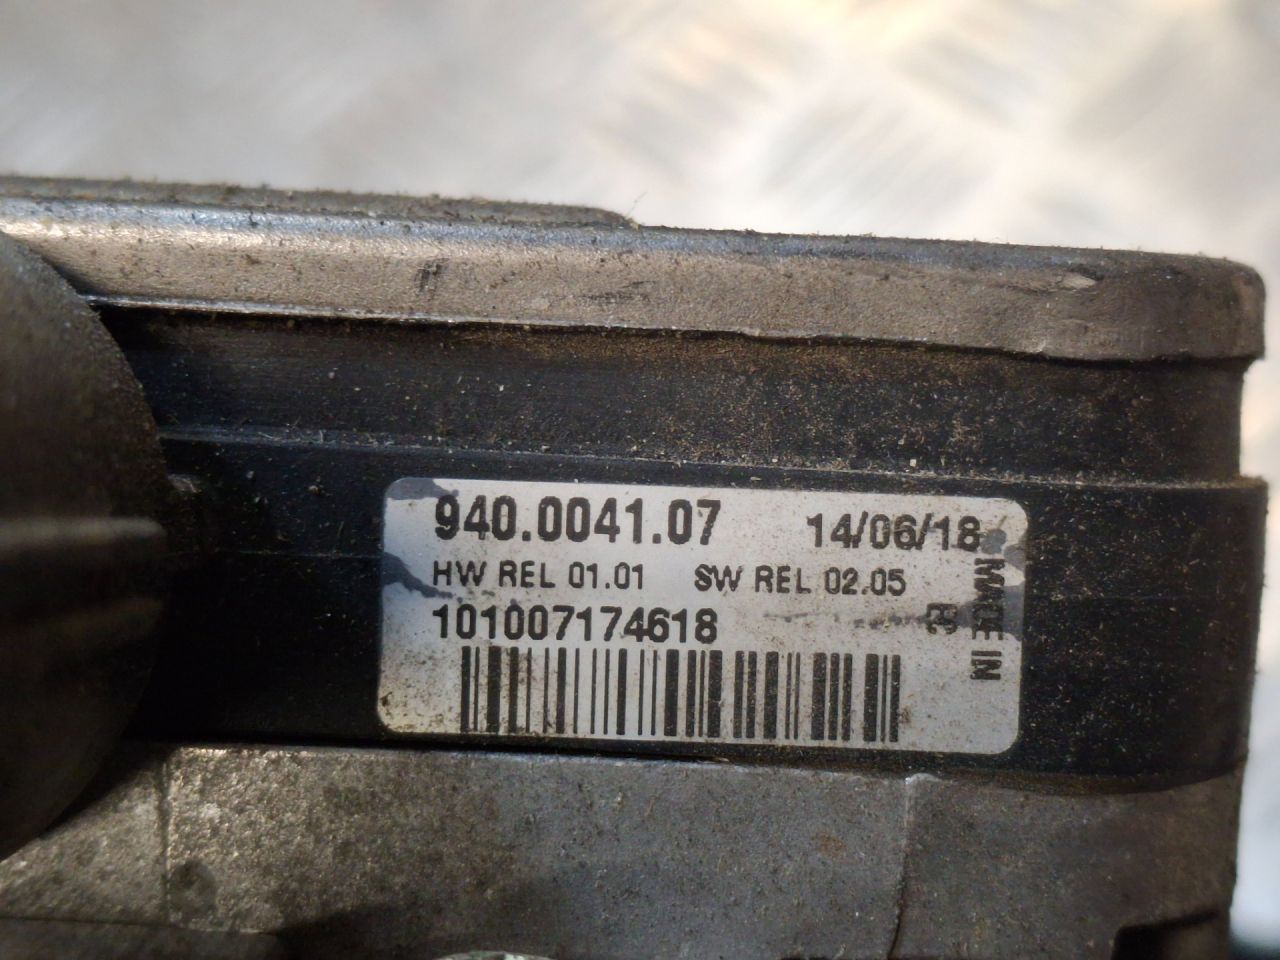 940.0041.07 14/06/18
HW REL 01.01 SW REL 02.05
101007174618
MADE IN